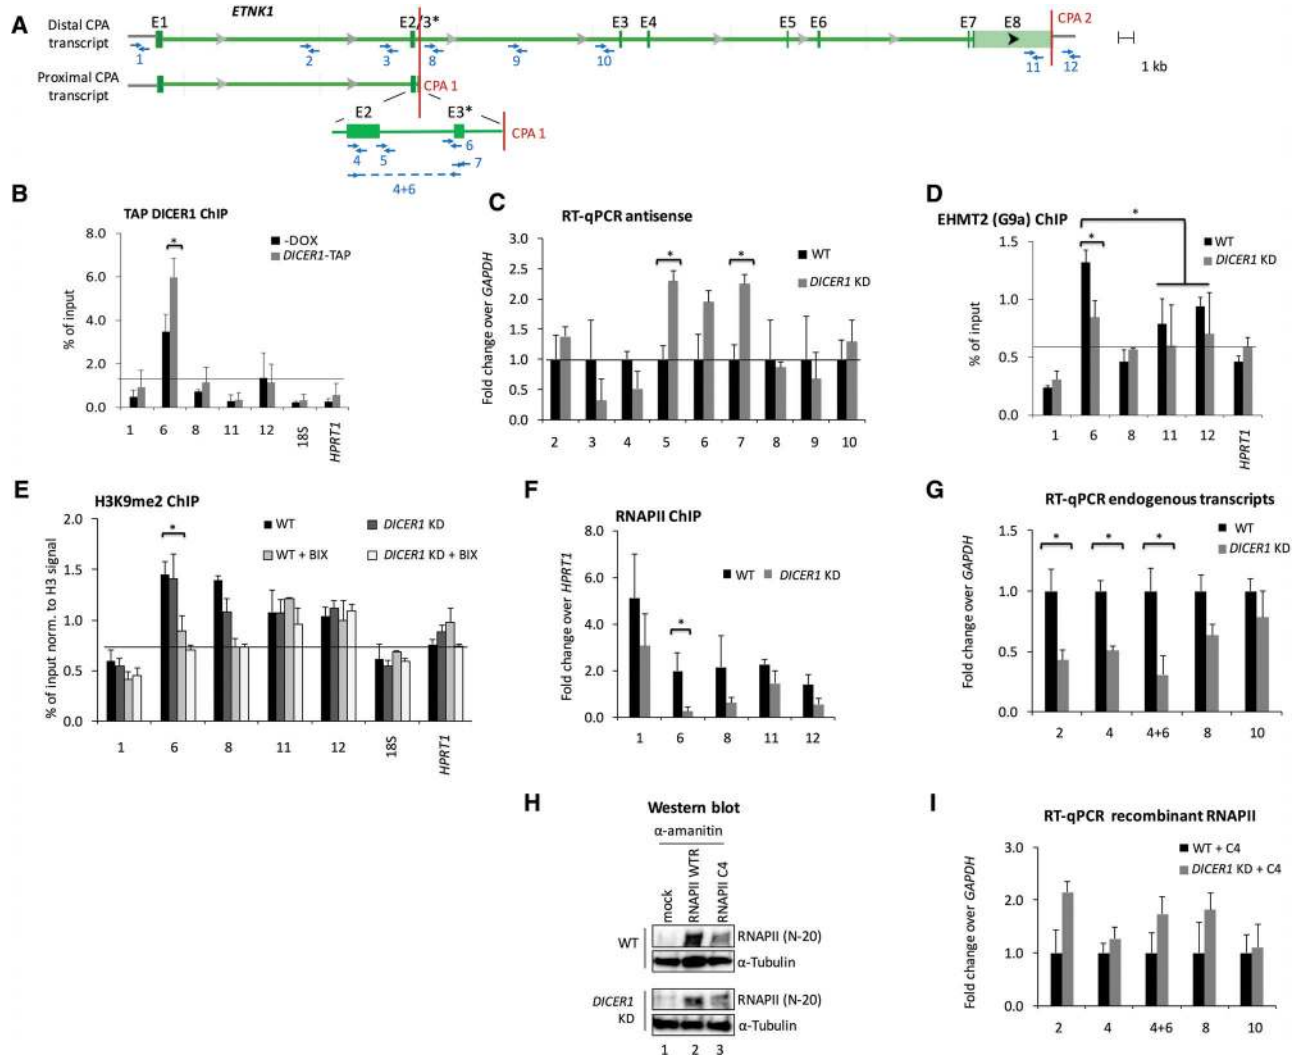 A
ETNK1
Distal CPA
transcript
E1
E2/3*
E3 E4
E5 E6
E7 E8
CPA 2
1 2 3 8 9 10 11 12
1 kb
Proximal CPA
transcript
CPA 1
E2 E3*
CPA 1
4 5 6
7
4+6
B
TAP DICER1 ChIP
% of input
8.0
6.0
4.0
2.0
0.0
*
-DOX
DICER1-TAP
1 6 8 11 12 18S HPRT1
C
RT-qPCR antisense
Fold change over GAPDH
3.0
2.5
2.0
1.5
1.0
0.5
0.0
* *
WT
DICER1 KD
2 3 4 5 6 7 8 9 10
D
EHMT2 (G9a) ChIP
% of input
1.5
1.0
0.5
0.0
*
*
WT
DICER1 KD
1 6 8 11 12 HPRT1
E
H3K9me2 ChIP
% of input norm. to H3 signal
2.0
1.5
1.0
0.5
0.0
*
WT DICER1 KD
WT + BIX DICER1 KD + BIX
1 6 8 11 12 18S HPRT1
F
RNAPII ChIP
Fold change over HPRT1
8.0
6.0
4.0
2.0
0.0
*
WT DICER1 KD
1 6 8 11 12
G
RT-qPCR endogenous transcripts
Fold change over GAPDH
1.5
1.0
0.5
0.0
* * *
WT
DICER1 KD
2 4 4+6 8 10
H
Western blot
α-amanitin
mock
RNAPII WTR
RNAPII C4
WT
RNAPII (N-20)
α-Tubulin
DICER1
KD
RNAPII (N-20)
α-Tubulin
1 2 3
I
RT-qPCR recombinant RNAPII
Fold change over GAPDH
3.0
2.0
1.0
0.0
WT + C4
DICER1 KD + C4
2 4 4+6 8 10